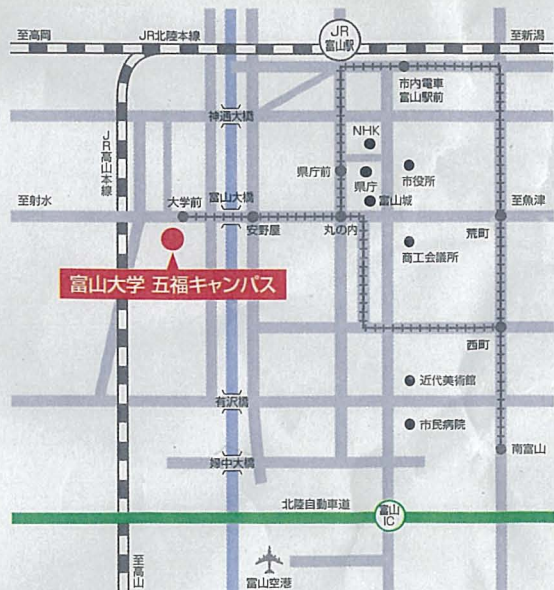 至高岡
JR北陸本線
JR
富山駅
至新潟
市内電車
富山駅前
神通大橋
JR高山本線
NHK
県庁前
県庁
市役所
至射水
大学前
富山大橋
富山城
至魚津
安野屋
丸の内
荒町
商工会議所
富山大学 五福キャンパス
西町
近代美術館
有沢橋
市民病院
南富山
婦中大橋
北陸自動車道
富山
IC
至高山
富山空港